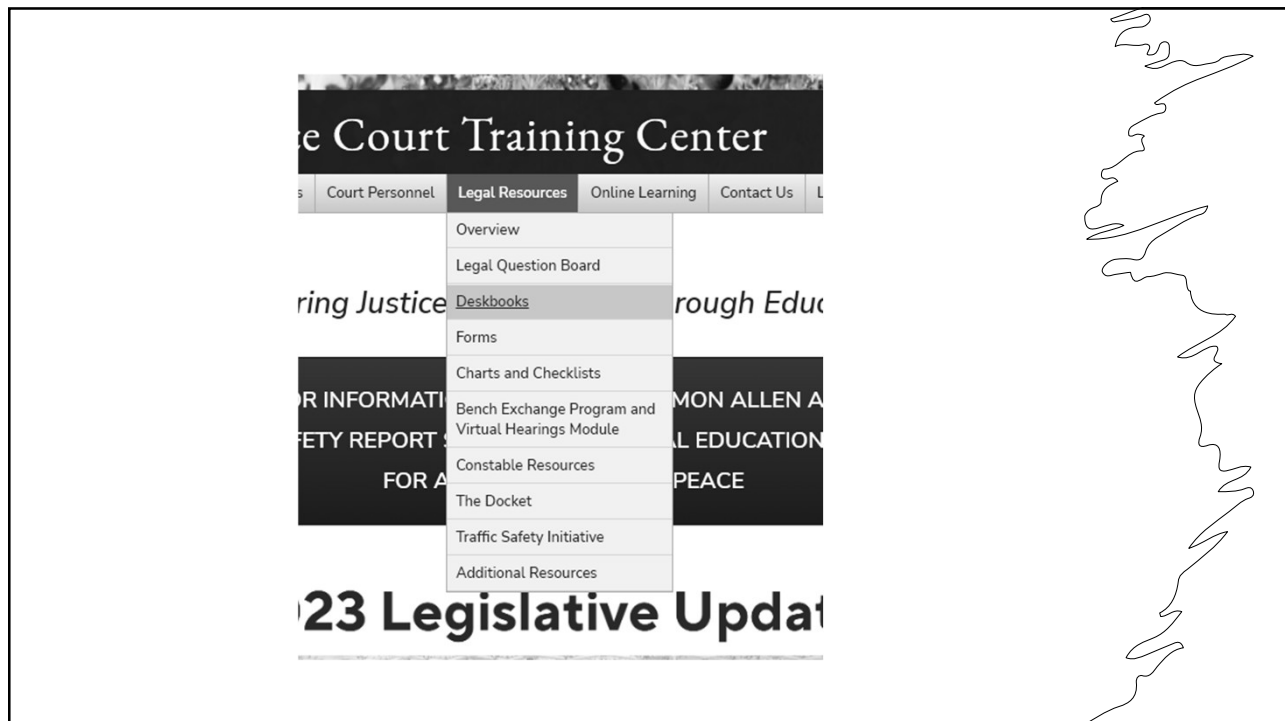 e Court Training Center
s Court Personnel Legal Resources Online Learning Contact Us L
Overview
Legal Question Board
ring Justice rough Educ
Deskbooks
Forms
Charts and Checklists
R INFORMATI MON ALLEN A
Bench Exchange Program and
Virtual Hearings Module
FETY REPORT S L EDUCATION
Constable Resources
FOR A PEACE
The Docket
Traffic Safety Initiative
Additional Resources
23 Legislative Updat